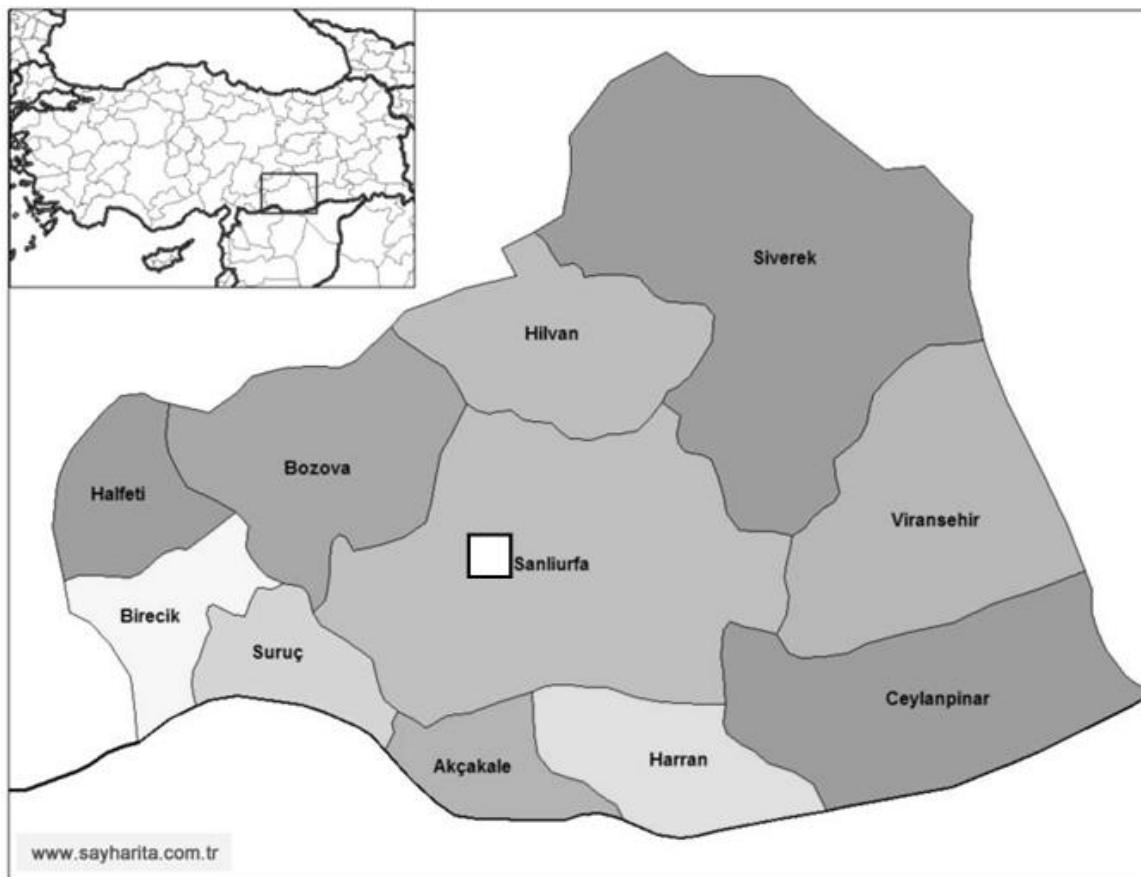 Siverek
Hilvan
Bozova
Halfeti
Viransehir
Sanliurfa
Birecik
Suruç
Ceylanpinar
Akçakale
Harran
www.sayharita.com.tr